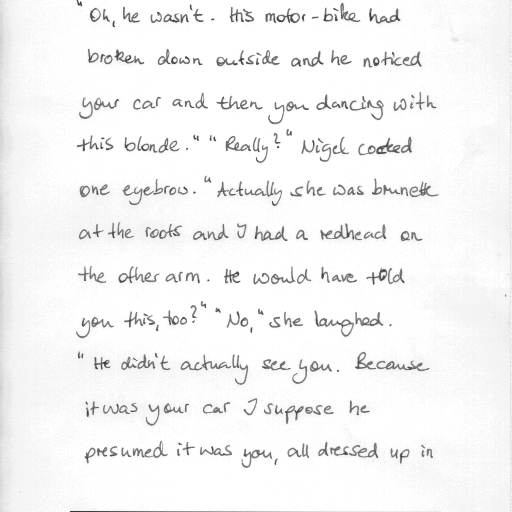 "Oh, he wasn't. His motor-bike had
broken down outside and he noticed
your car and then you dancing with
this blonde." "Really?" Nigel cocked
one eyebrow. "Actually she was brunette
at the roots and I had a redhead on
the other arm. He would have told
you this, too?" "No," she laughed.
"He didn't actually see you. Because
it was your car I suppose he
presumed it was you, all dressed up in